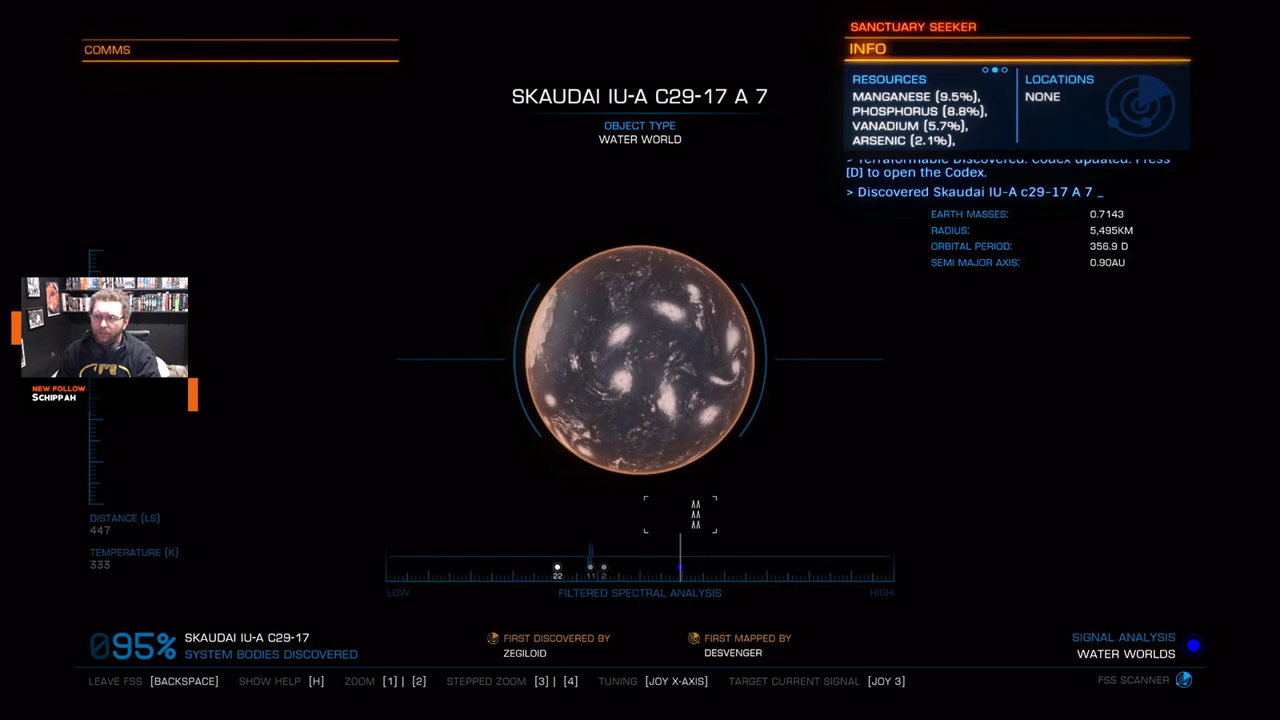 SANCTUARY SEEKER
COMMS
INFO
RESOURCES
MANGANESE (9.5%),
PHOSPHORUS (8.8%),
VANADIUM (5.7%),
ARSENIC (2.1%),
LOCATIONS
NONE
SKAUDAI IU-A C29-17 A 7
OBJECT TYPE
WATER WORLD
> Terraformable Discovered. Codex updated. Press
[D] to open the Codex.
> Discovered Skaudai IU-A c29-17 A 7 _
EARTH MASSES: 0.7143
RADIUS: 5,495KM
ORBITAL PERIOD: 356.9 D
SEMI MAJOR AXIS: 0.90AU
NEW FOLLOW
SCHIPPAH
DISTANCE (LS)
447
TEMPERATURE (K)
333
22 11 2
LOW FILTERED SPECTRAL ANALYSIS HIGH
095% SKAUDAI IU-A C29-17
SYSTEM BODIES DISCOVERED
FIRST DISCOVERED BY
ZEGILOID
FIRST MAPPED BY
DESVENGER
SIGNAL ANALYSIS
WATER WORLDS
LEAVE FSS [BACKSPACE] SHOW HELP [H] ZOOM [1] | [2] STEPPED ZOOM [3] | [4] TUNING [JOY X-AXIS] TARGET CURRENT SIGNAL [JOY 3] FSS SCANNER